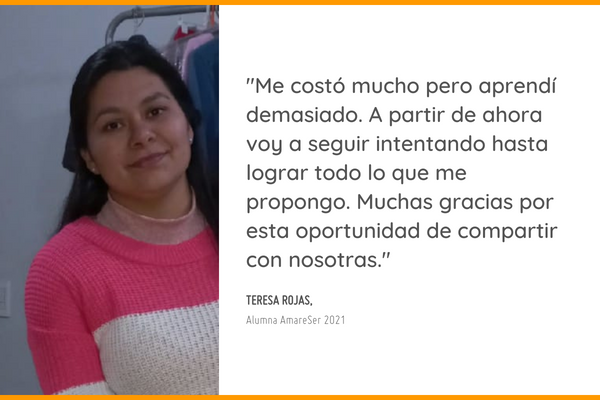 "Me costó mucho pero aprendí
demasiado. A partir de ahora
voy a seguir intentando hasta
lograr todo lo que me
propongo. Muchas gracias por
esta oportunidad de compartir
con nosotras."
TERESA ROJAS,
Alumna AmareSer 2021